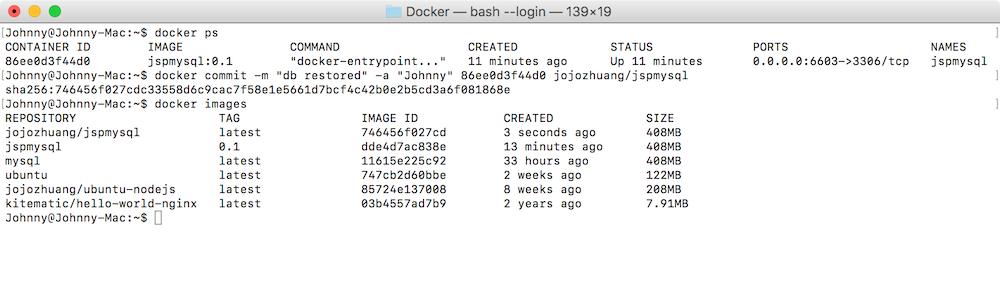 Docker — bash --login — 139×19
[Johnny@Johnny-Mac:~$ docker ps ]
CONTAINER ID IMAGE COMMAND CREATED STATUS PORTS NAMES
86ee0d3f44d0 jspmysql:0.1 "docker-entrypoint..." 11 minutes ago Up 11 minutes 0.0.0.0:6603->3306/tcp jspmysql
[Johnny@Johnny-Mac:~$ docker commit -m "db restored" -a "Johnny" 86ee0d3f44d0 jojozhuang/jspmysql ]
sha256:746456f027cdc33558d6c9cac7f58e1e5661d7bcf4c42b0e2b5cd3a6f081868e
[Johnny@Johnny-Mac:~$ docker images ]
REPOSITORY TAG IMAGE ID CREATED SIZE
jojozhuang/jspmysql latest 746456f027cd 3 seconds ago 408MB
jspmysql 0.1 dde4d7ac838e 13 minutes ago 408MB
mysql latest 11615e225c92 33 hours ago 408MB
ubuntu latest 747cb2d60bbe 2 weeks ago 122MB
jojozhuang/ubuntu-nodejs latest 85724e137008 8 weeks ago 208MB
kitematic/hello-world-nginx latest 03b4557ad7b9 2 years ago 7.91MB
Johnny@Johnny-Mac:~$